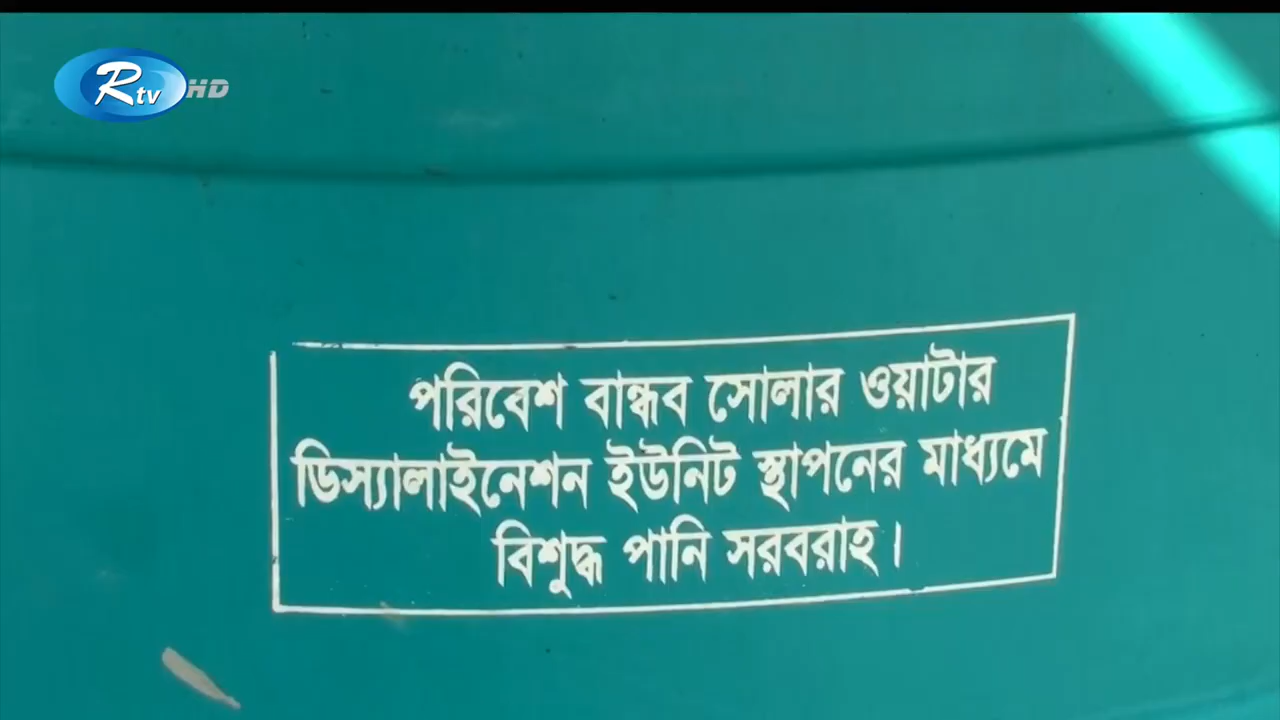 Rtv HD
পরিবেশ বান্ধব সোলার ওয়াটার
ডিস্যালাইনেশন ইউনিট স্থাপনের মাধ্যমে
বিশুদ্ধ পানি সরবরাহ।